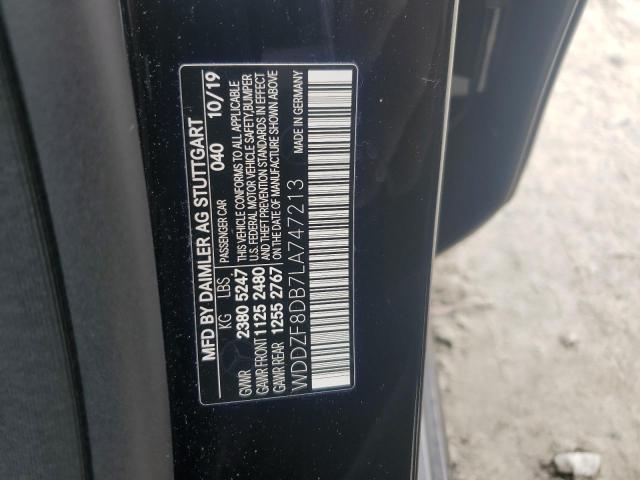 MFD BY DAIMLER AG STUTTGART
040 10/19
KG LBS PASSENGER CAR
GVWR 2380 5247 THIS VEHICLE CONFORMS TO ALL APPLICABLE
GAWR FRONT 1125 2480 U.S. FEDERAL MOTOR VEHICLE SAFETY, BUMPER
GAWR REAR 1255 2767 AND THEFT PREVENTION STANDARDS IN EFFECT
ON THE DATE OF MANUFACTURE SHOWN ABOVE
WDDZF8DB7LA747213
MADE IN GERMANY